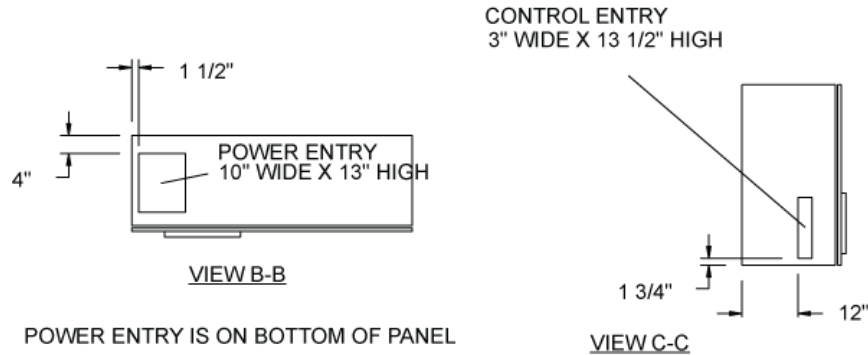 CONTROL ENTRY
3" WIDE X 13 1/2" HIGH
1 1/2"
4"
POWER ENTRY
10" WIDE X 13" HIGH
VIEW B-B
POWER ENTRY IS ON BOTTOM OF PANEL
1 3/4"
12"
VIEW C-C